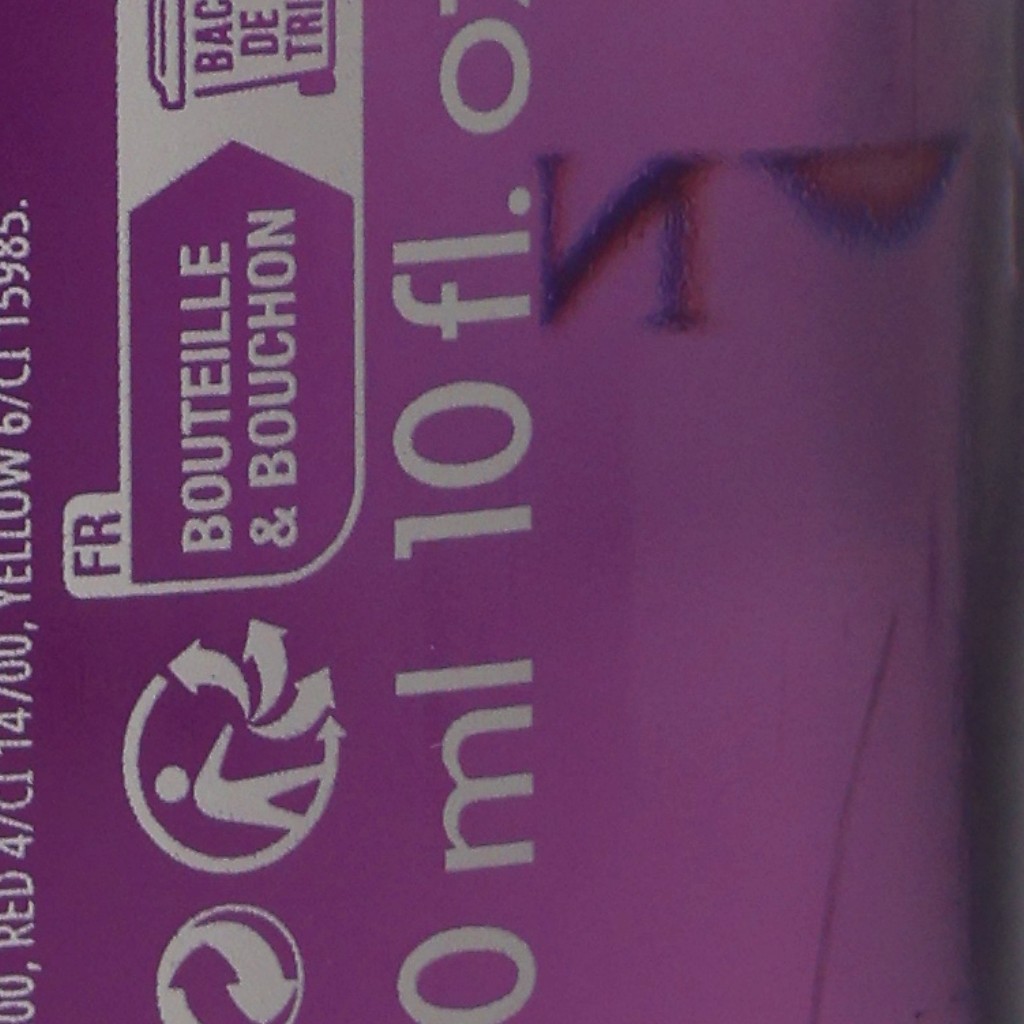 00, RED 4/CI 14700, YELLOW 6/CI 15985.
FR
BOUTEILLE
& BOUCHON
BAC
DE
TRI
0 ml 10 fl. oz